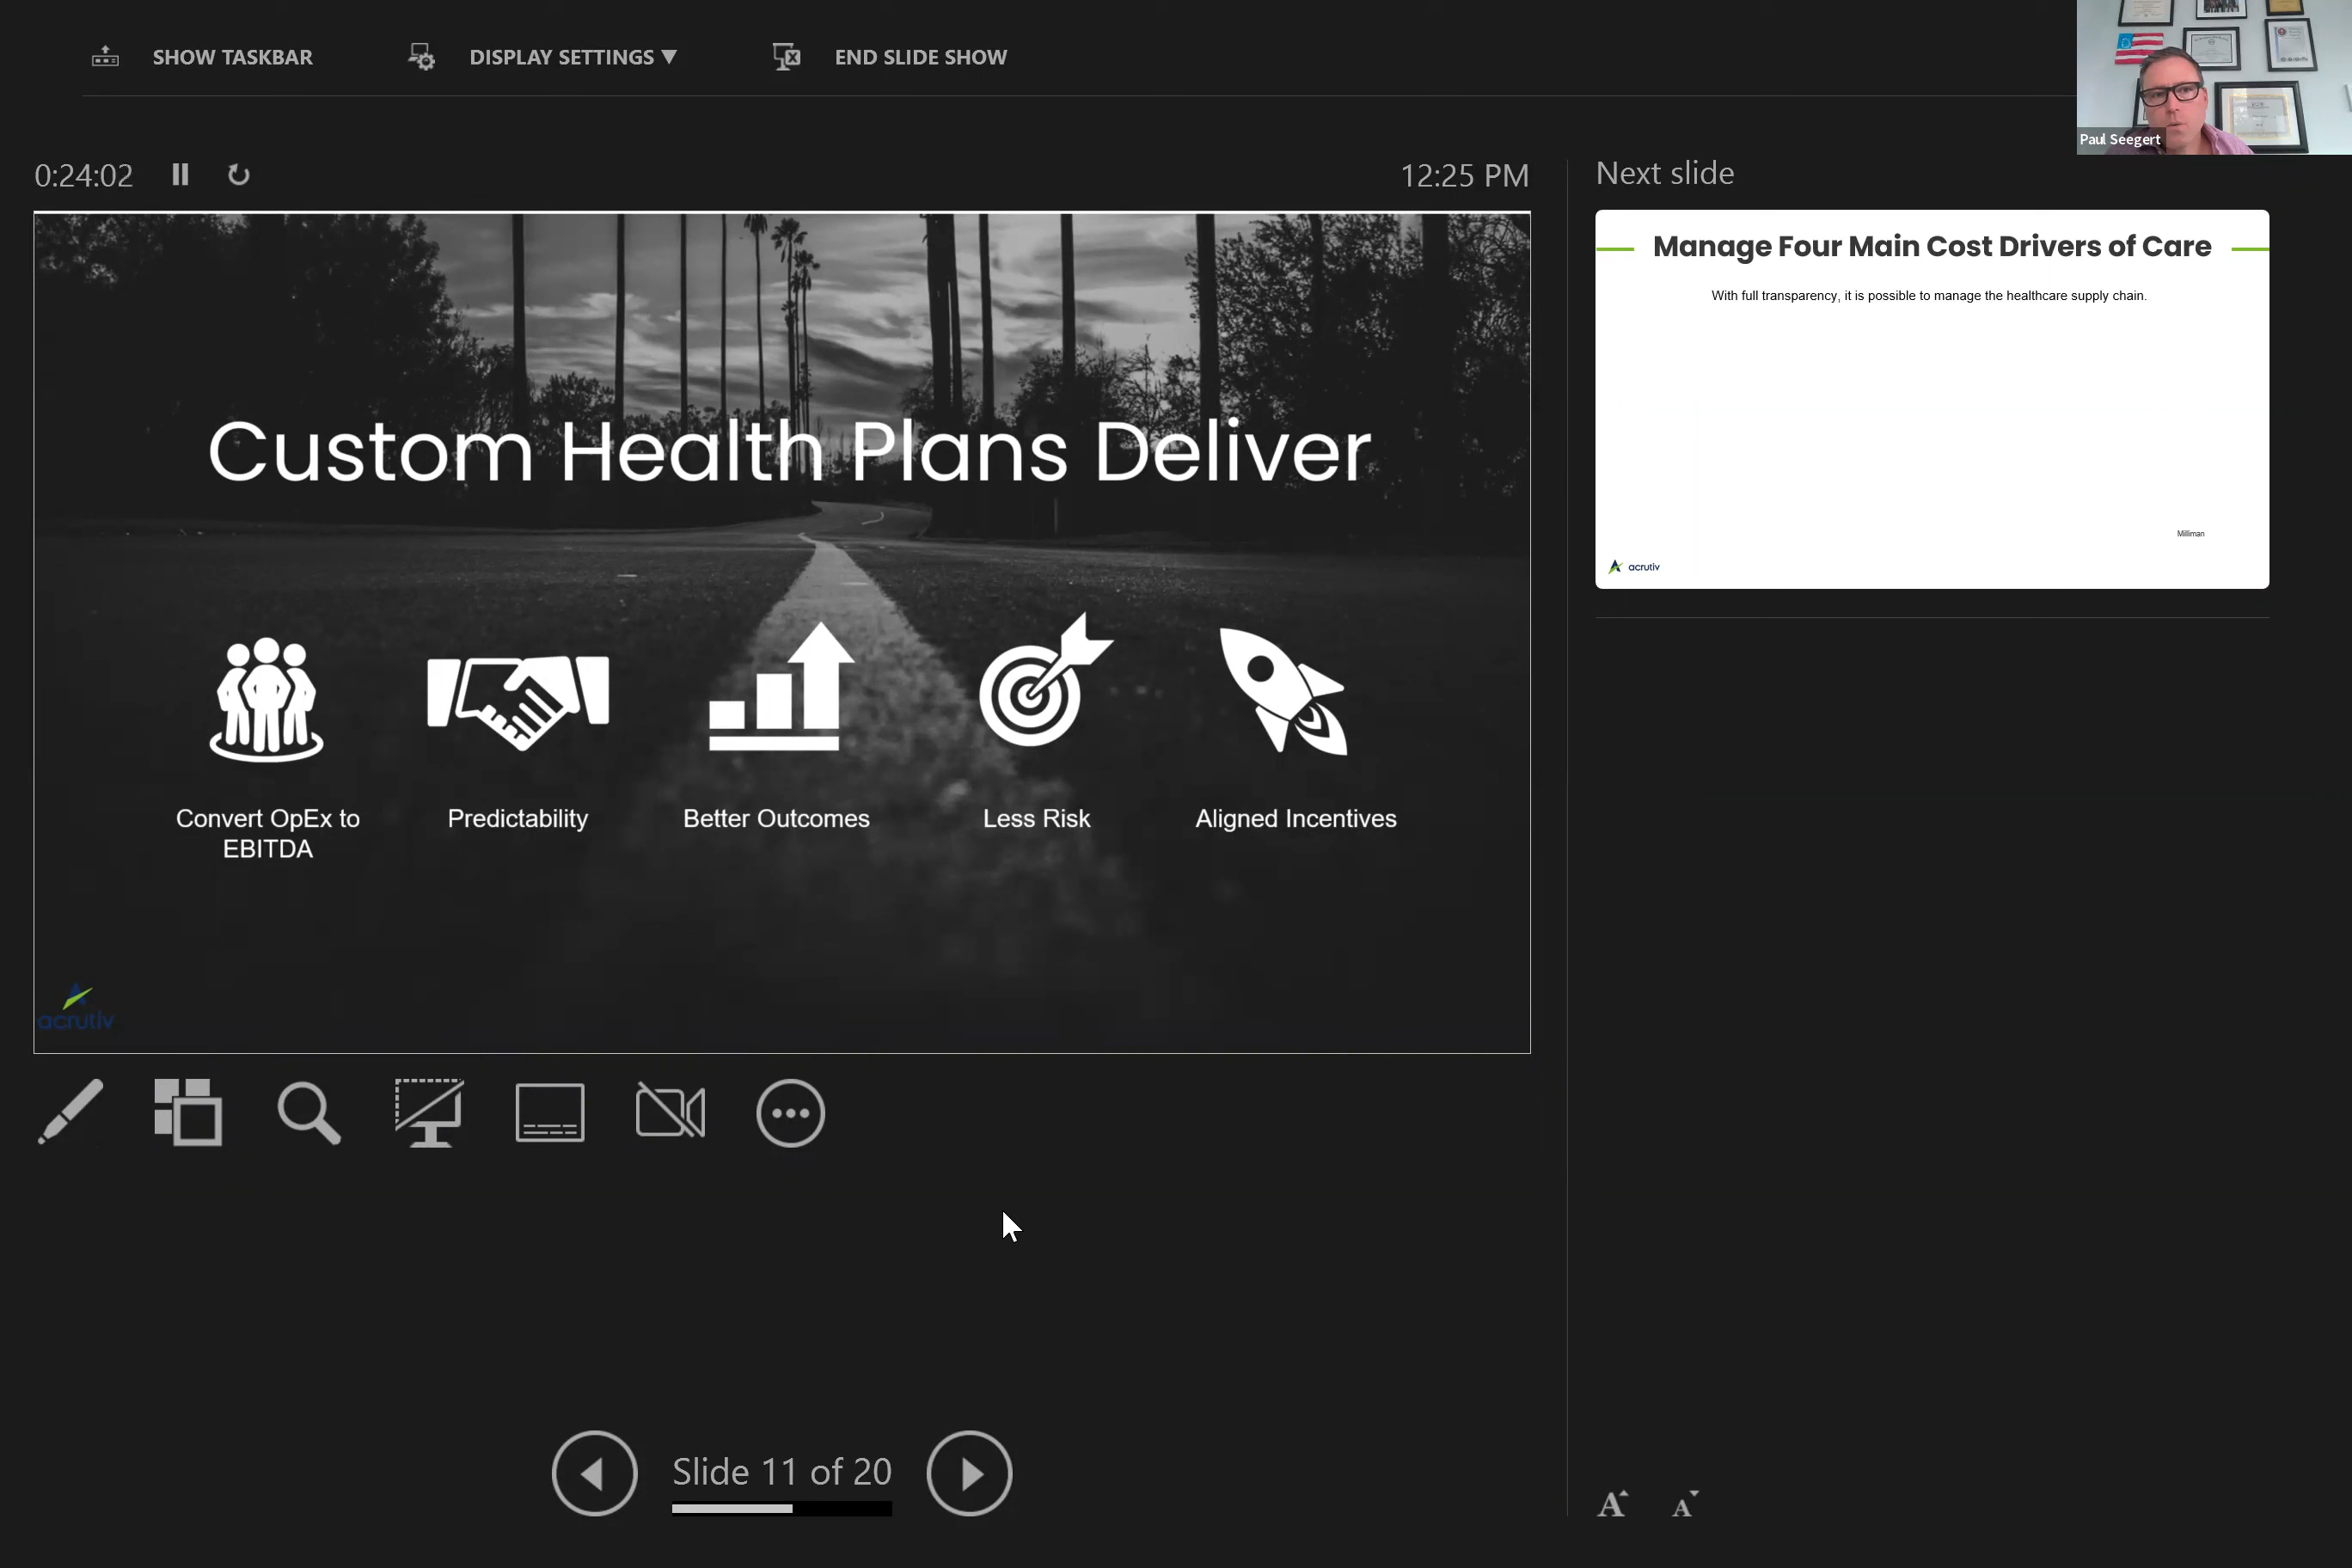 SHOW TASKBAR
DISPLAY SETTINGS ▼
END SLIDE SHOW
Paul Seegert
0:24:02
12:25 PM
Next slide
Custom Health Plans Deliver
Convert OpEx to
EBITDA
Predictability
Better Outcomes
Less Risk
Aligned Incentives
acrutiv
Manage Four Main Cost Drivers of Care
With full transparency, it is possible to manage the healthcare supply chain.
Milliman
acrutiv
Slide 11 of 20
A
A